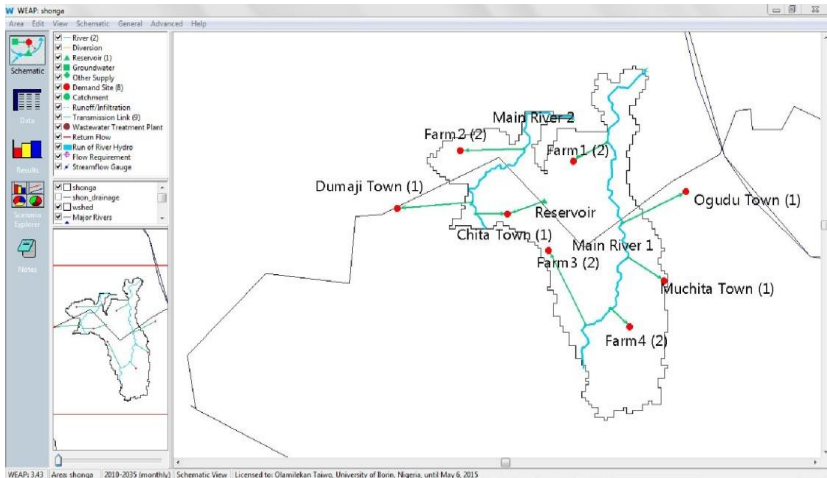 WEAP: shonga
Area Edit View Schematic General Advanced Help
Schematic
Data
Results
Scenario
Explorer
Notes
River (2)
Diversion
Reservoir (1)
Groundwater
Other Supply
Demand Site (8)
Catchment
Runoff/Infiltration
Transmission Link (9)
Wastewater Treatment Plant
Return Flow
Run of River Hydro
Flow Requirement
Streamflow Gauge
shonga
shon_drainage
wshed
Major Rivers
Main River 2
Farm2 (2)
Farm1 (2)
Dumaji Town (1)
Ogudu Town (1)
Reservoir
Chita Town (1)
Main River 1
Farm3 (2)
Muchita Town (1)
Farm4 (2)
WEAP: 3.43 Area: shonga 2010-2035 (monthly) Schematic View Licensed to: Olamilekan Taiwo, University of Ilorin, Nigeria, until May 6, 2015